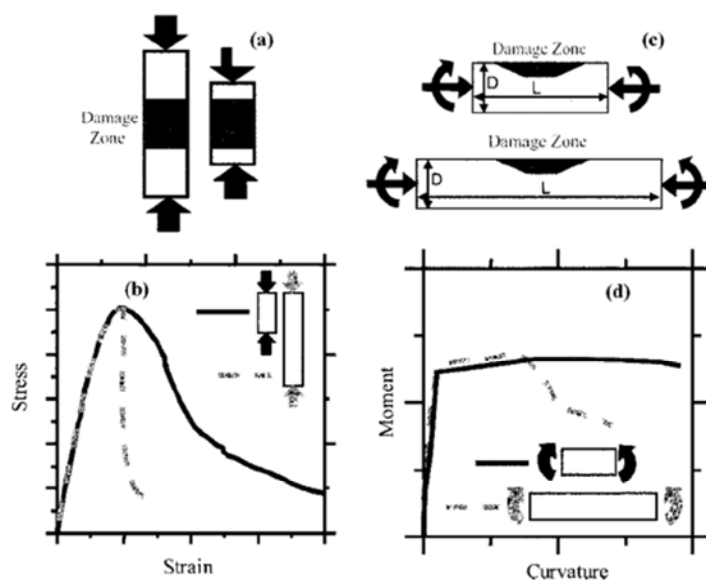 (a)
Damage
Zone
(c)
Damage Zone
D
L
Damage Zone
D
L
(b)
Stress
Strain
(d)
Moment
Curvature